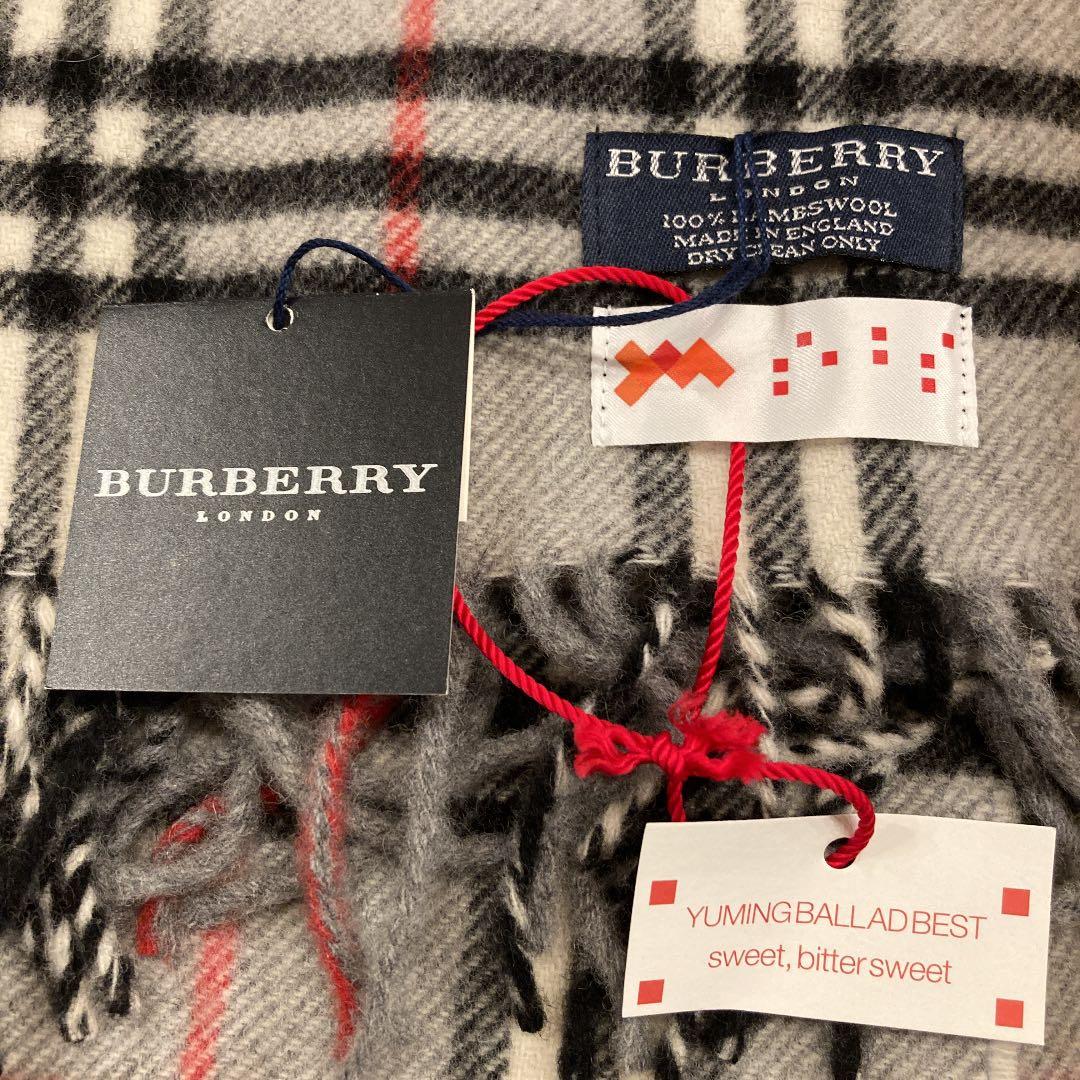 BURBERRY
LONDON
100% LAMBSWOOL
MADE IN ENGLAND
DRY CLEAN ONLY
BURBERRY
LONDON
YUMING BALLAD BEST
sweet, bitter sweet